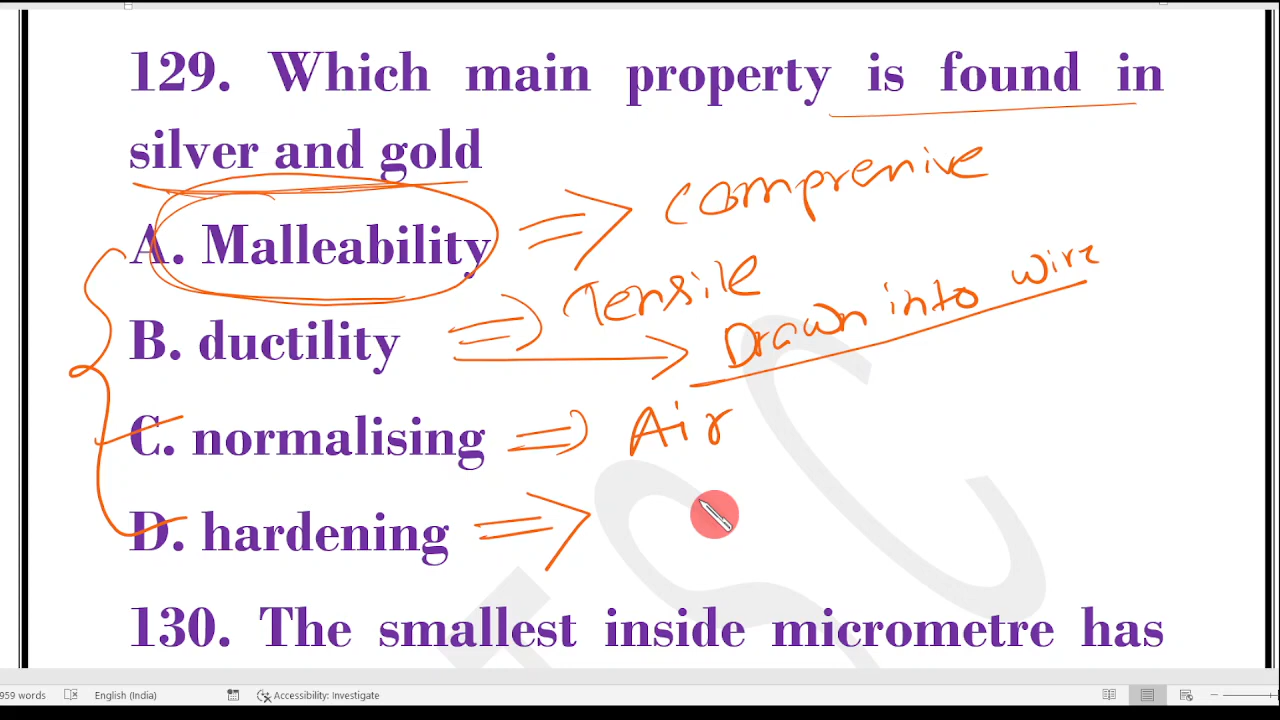 129. Which main property is found in
silver and gold
A. Malleability => comprenive
B. ductility => Tensile
Drawn into wire
C. normalising => Air
D. hardening =>
130. The smallest inside micrometre has
959 words English (India) Accessibility: Investigate